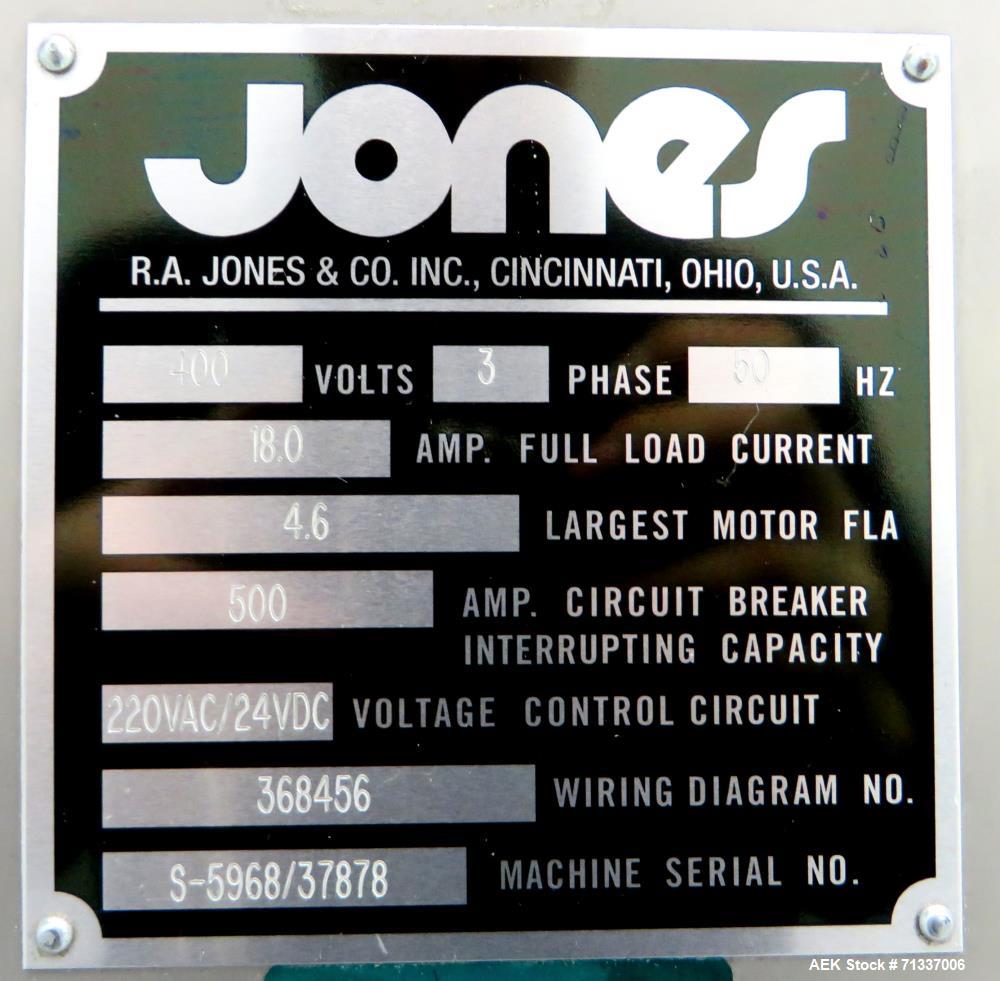 Jones
R.A. JONES & CO. INC., CINCINNATI, OHIO, U.S.A.
400 VOLTS 3 PHASE 50 HZ
18.0 AMP. FULL LOAD CURRENT
4.6 LARGEST MOTOR FLA
500 AMP. CIRCUIT BREAKER
INTERRUPTING CAPACITY
220VAC/24VDC VOLTAGE CONTROL CIRCUIT
368456 WIRING DIAGRAM NO.
S-5968/37878 MACHINE SERIAL NO.
AEK Stock # 71337006